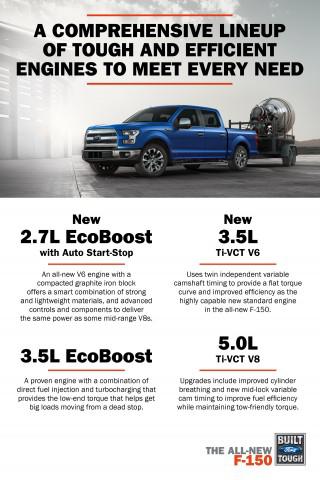 A COMPREHENSIVE LINEUP
OF TOUGH AND EFFICIENT
ENGINES TO MEET EVERY NEED
New
2.7L EcoBoost
with Auto Start-Stop
An all-new V6 engine with a
compacted graphite iron block
offers a smart combination of strong
and lightweight materials, and advanced
controls and components to deliver
the same power as some mid-range V8s.
New
3.5L
Ti-VCT V6
Uses twin independent variable
camshaft timing to provide a flat torque
curve and improved efficiency as the
highly capable new standard engine
in the all-new F-150.
3.5L EcoBoost
A proven engine with a combination of
direct fuel injection and turbocharging that
provides the low-end torque that helps get
big loads moving from a dead stop.
5.0L
Ti-VCT V8
Upgrades include improved cylinder
breathing and new mid-lock variable
cam timing to improve fuel efficiency
while maintaining tow-friendly torque.
THE ALL-NEW
F-150
BUILT
Ford
TOUGH